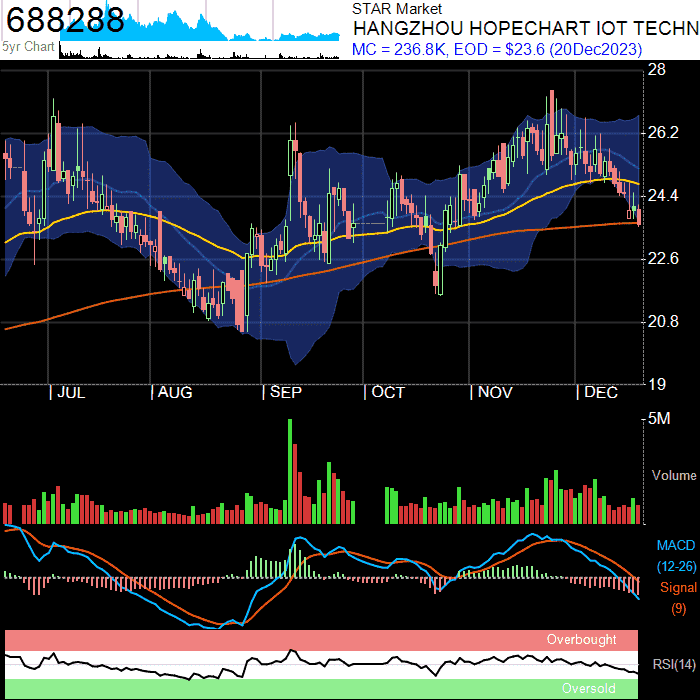 688288
5yr Chart
STAR Market
HANGZHOU HOPECHART IOT TECHN
MC = 236.8K, EOD = $23.6 (20Dec2023)
28
26.2
24.4
22.6
20.8
19
JUL
AUG
SEP
OCT
NOV
DEC
5M
Volume
MACD
(12-26)
Signal
(9)
Overbought
RSI(14)
Oversold